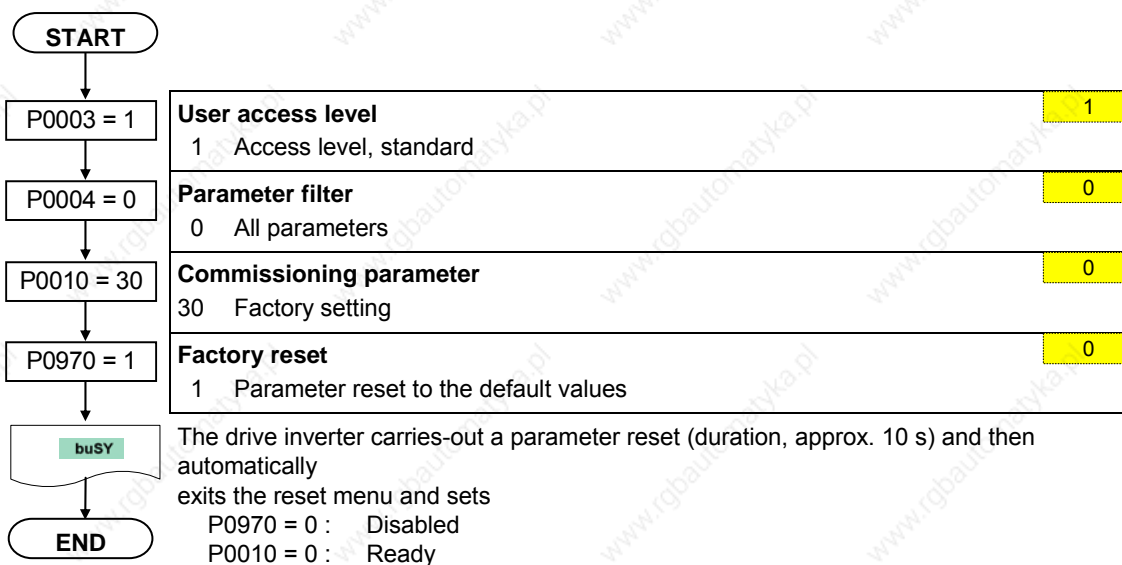 START
P0003 = 1
User access level
1
1 Access level, standard
P0004 = 0
Parameter filter
0
0 All parameters
P0010 = 30
Commissioning parameter
0
30 Factory setting
P0970 = 1
Factory reset
0
1 Parameter reset to the default values
buSY
The drive inverter carries-out a parameter reset (duration, approx. 10 s) and then
automatically
exits the reset menu and sets
P0970 = 0 : Disabled
P0010 = 0 : Ready
END
www.rgbautomatyka.pl